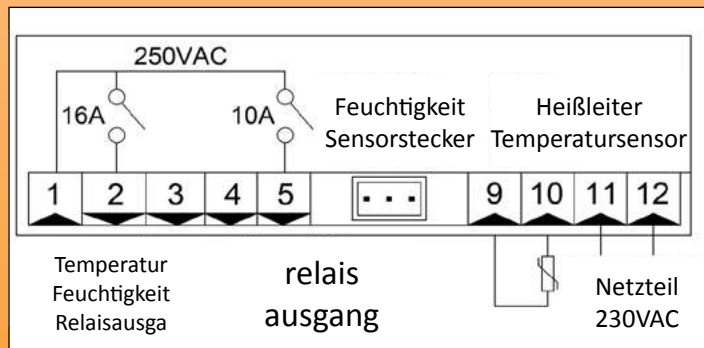 250VAC
16A
10A
Feuchtigkeit
Sensorstecker
Heißleiter
Temperatursensor
1 2 3 4 5 9 10 11 12
Temperatur
Feuchtigkeit
Relaisausga
relais
ausgang
Netzteil
230VAC